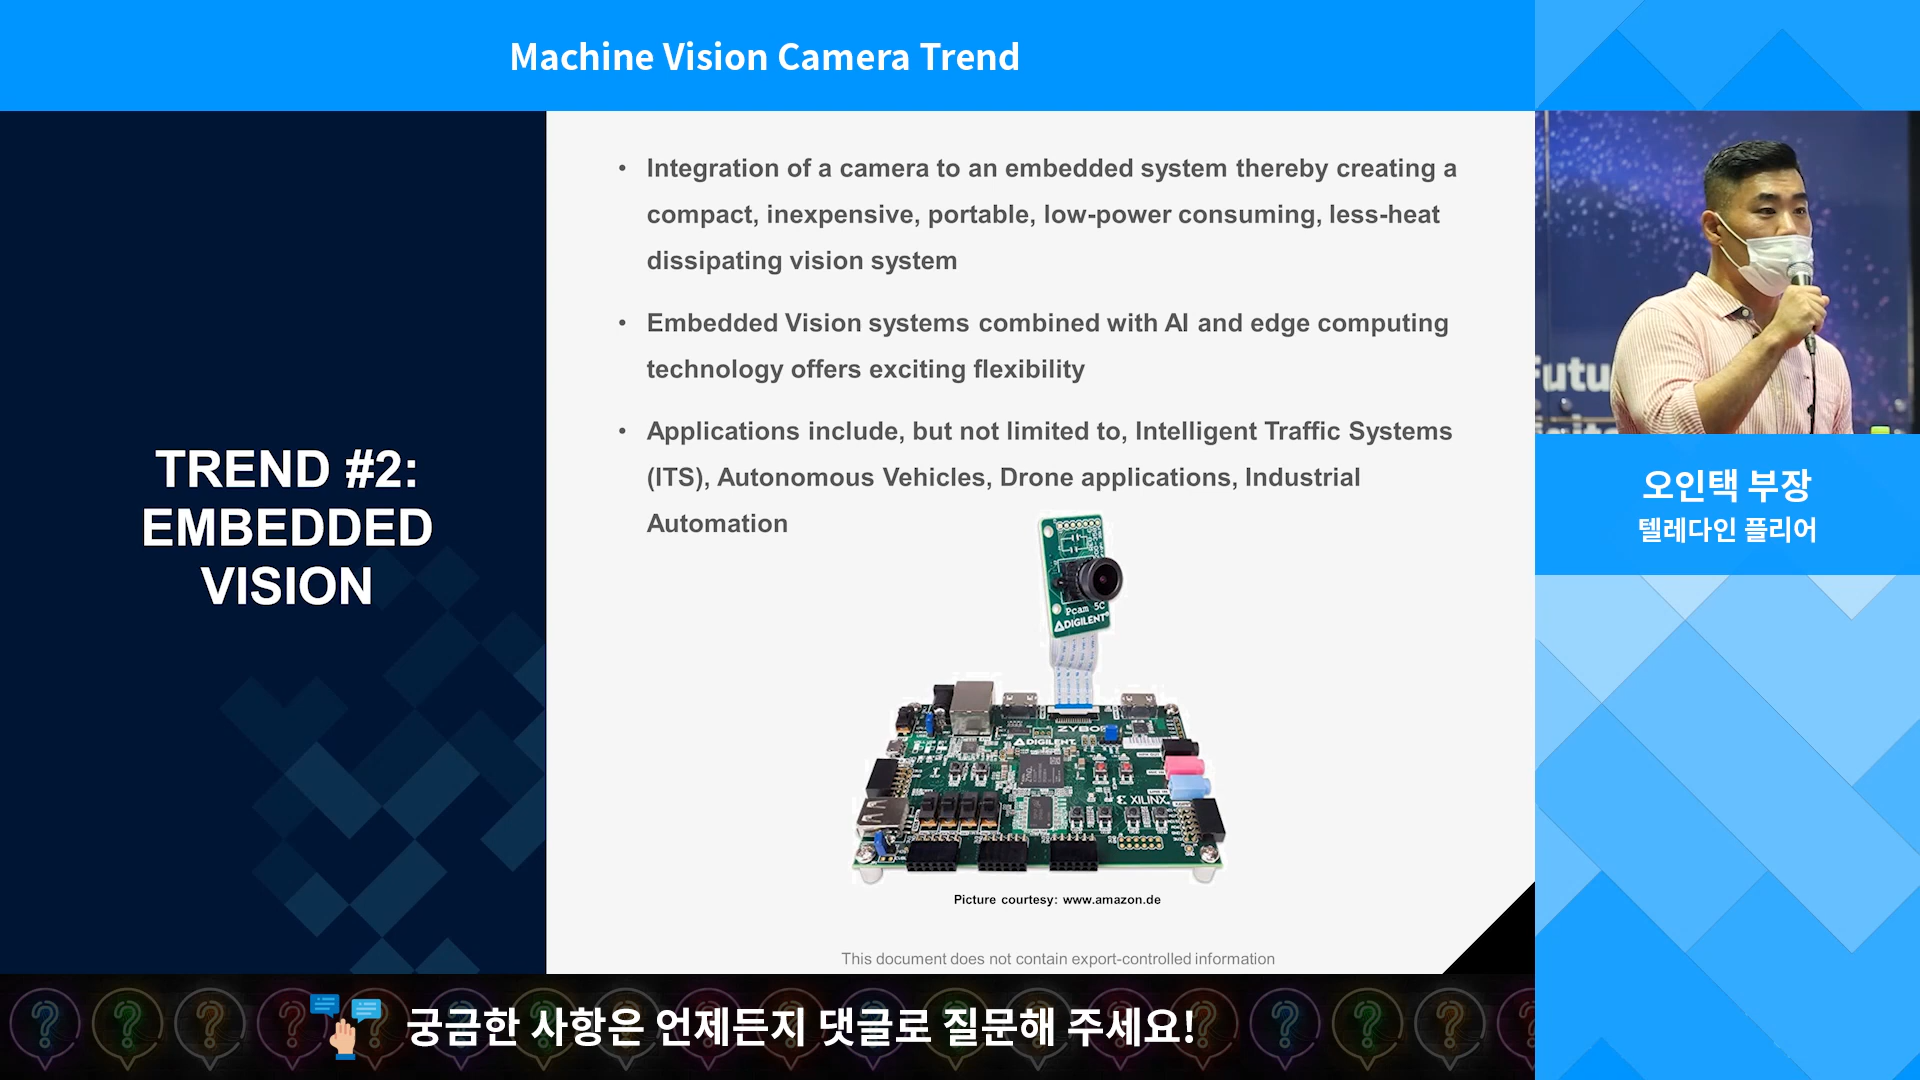 Machine Vision Camera Trend
TREND #2:
EMBEDDED
VISION
• Integration of a camera to an embedded system thereby creating a
compact, inexpensive, portable, low-power consuming, less-heat
dissipating vision system
• Embedded Vision systems combined with AI and edge computing
technology offers exciting flexibility
• Applications include, but not limited to, Intelligent Traffic Systems
(ITS), Autonomous Vehicles, Drone applications, Industrial
Automation
Pcam 5C
DIGILENT
ZYBO
DIGILENT
XILINX
Picture courtesy: www.amazon.de
This document does not contain export-controlled information
오인택 부장
텔레다인 플리어
궁금한 사항은 언제든지 댓글로 질문해 주세요!